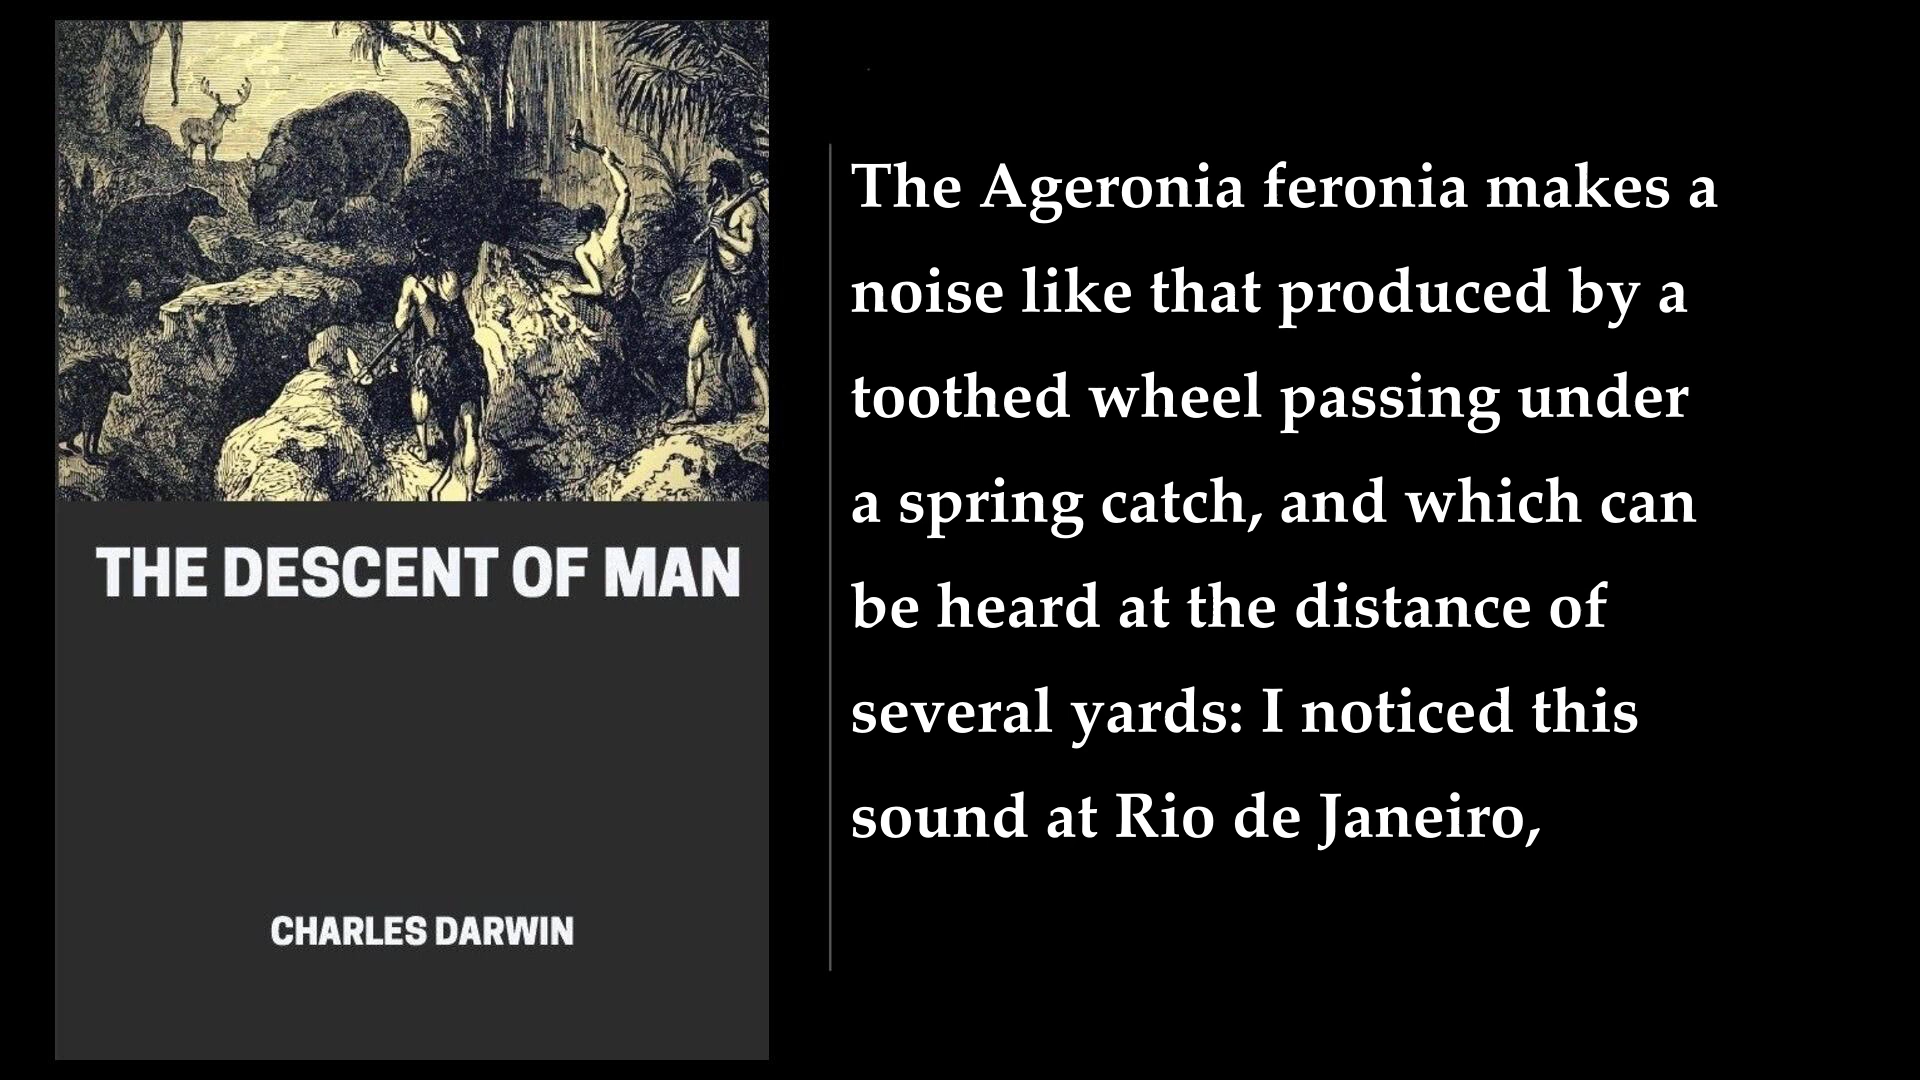 THE DESCENT OF MAN
CHARLES DARWIN
The Ageronia feronia makes a
noise like that produced by a
toothed wheel passing under
a spring catch, and which can
be heard at the distance of
several yards: I noticed this
sound at Rio de Janeiro,